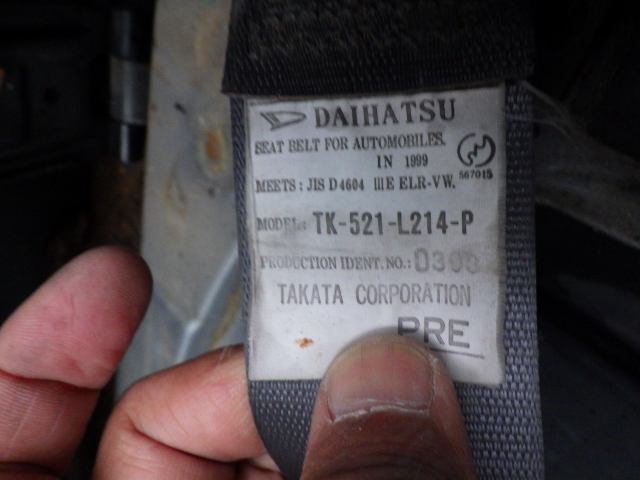 DAIHATSU
SEAT BELT FOR AUTOMOBILES.
IN 1999
567015
MEETS : JIS D4604 ⅢE ELR-VW.
MODEL : TK-521-L214-P
PRODUCTION IDENT. NO.:
TAKATA CORPORATION
PRE